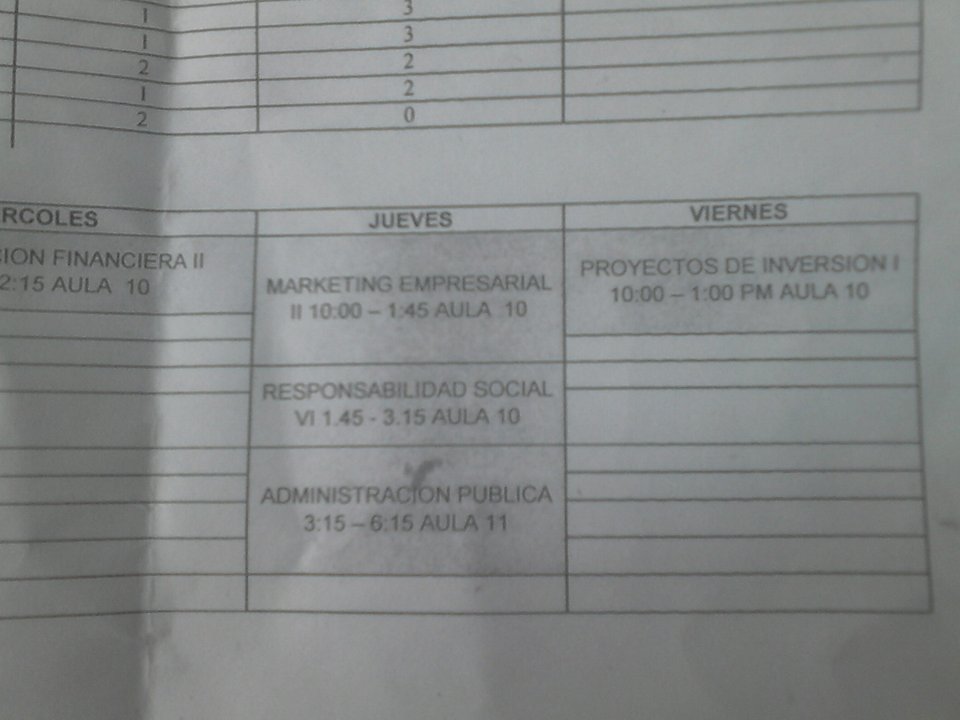 1 3
1 3
2 2
1 2
2 0
RCOLES JUEVES VIERNES
CION FINANCIERA II
2:15 AULA 10
MARKETING EMPRESARIAL
II 10:00 – 1:45 AULA 10
PROYECTOS DE INVERSION I
10:00 – 1:00 PM AULA 10
RESPONSABILIDAD SOCIAL
VI 1.45 - 3.15 AULA 10
ADMINISTRACION PUBLICA
3:15 – 6:15 AULA 11